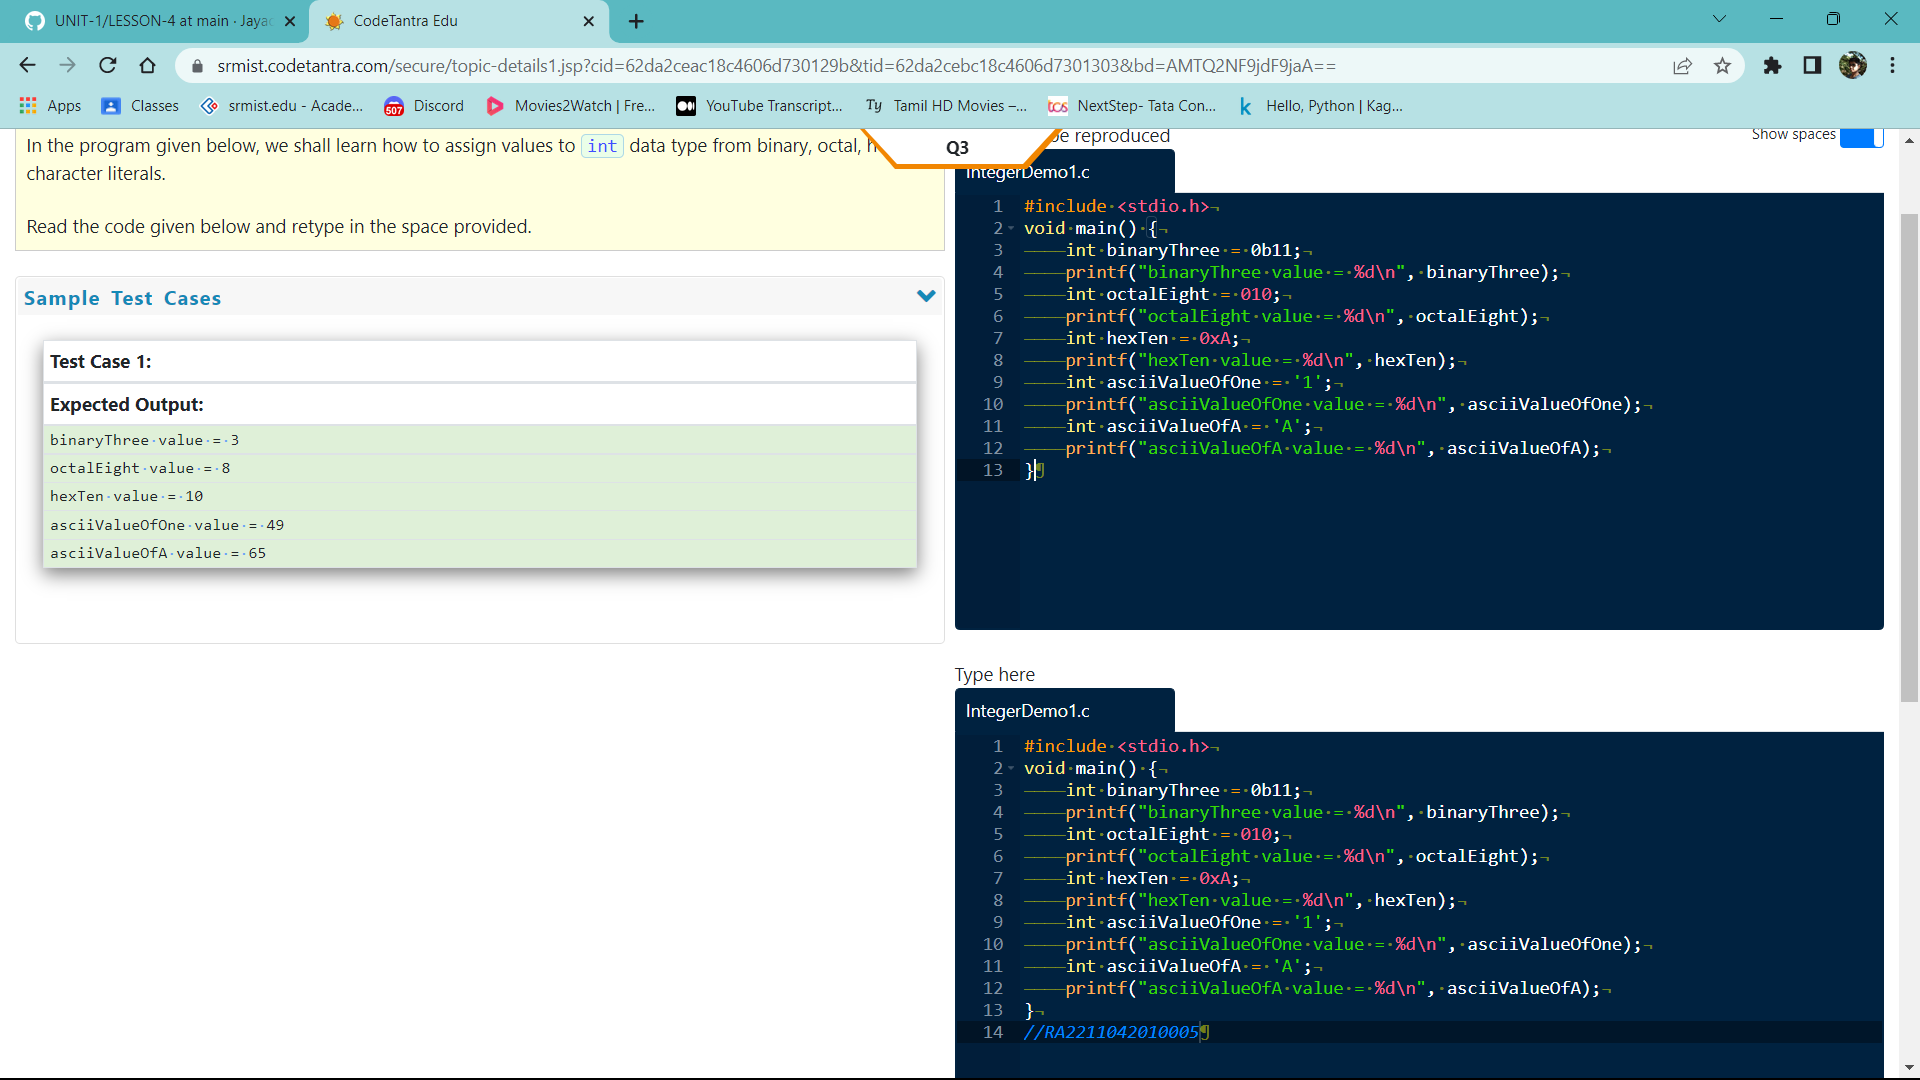 UNIT-1/LESSON-4 at main · Jaya
CodeTantra Edu
srmist.codetantra.com/secure/topic-details1.jsp?cid=62da2ceac18c4606d730129b&tid=62da2cebc18c4606d7301303&bd=AMTQ2NF9jdF9jaA==
Apps
Classes
srmist.edu - Acade...
507
Discord
Movies2Watch | Fre...
YouTube Transcript...
Ty Tamil HD Movies –...
tcs NextStep- Tata Con...
k Hello, Python | Kag...
In the program given below, we shall learn how to assign values to int data type from binary, octal, h
character literals.
Read the code given below and retype in the space provided.
Sample Test Cases
Test Case 1:
Expected Output:
binaryThree·value·=·3
octalEight·value·=·8
hexTen·value·=·10
asciiValueOfOne·value·=·49
asciiValueOfA·value·=·65
Q3
be reproduced
Show spaces
IntegerDemo1.c
1 #include·<stdio.h>¬
2 void·main()·{¬
3 int·binaryThree·=·0b11;¬
4 printf("binaryThree·value·=·%d\n",·binaryThree);¬
5 int·octalEight·=·010;¬
6 printf("octalEight·value·=·%d\n",·octalEight);¬
7 int·hexTen·=·0xA;¬
8 printf("hexTen·value·=·%d\n",·hexTen);¬
9 int·asciiValueOfOne·=·'1';¬
10 printf("asciiValueOfOne·value·=·%d\n",·asciiValueOfOne);¬
11 int·asciiValueOfA·=·'A';¬
12 printf("asciiValueOfA·value·=·%d\n",·asciiValueOfA);¬
13 }¶
Type here
IntegerDemo1.c
1 #include·<stdio.h>¬
2 void·main()·{¬
3 int·binaryThree·=·0b11;¬
4 printf("binaryThree·value·=·%d\n",·binaryThree);¬
5 int·octalEight·=·010;¬
6 printf("octalEight·value·=·%d\n",·octalEight);¬
7 int·hexTen·=·0xA;¬
8 printf("hexTen·value·=·%d\n",·hexTen);¬
9 int·asciiValueOfOne·=·'1';¬
10 printf("asciiValueOfOne·value·=·%d\n",·asciiValueOfOne);¬
11 int·asciiValueOfA·=·'A';¬
12 printf("asciiValueOfA·value·=·%d\n",·asciiValueOfA);¬
13 }¬
14 //RA2211042010005¶